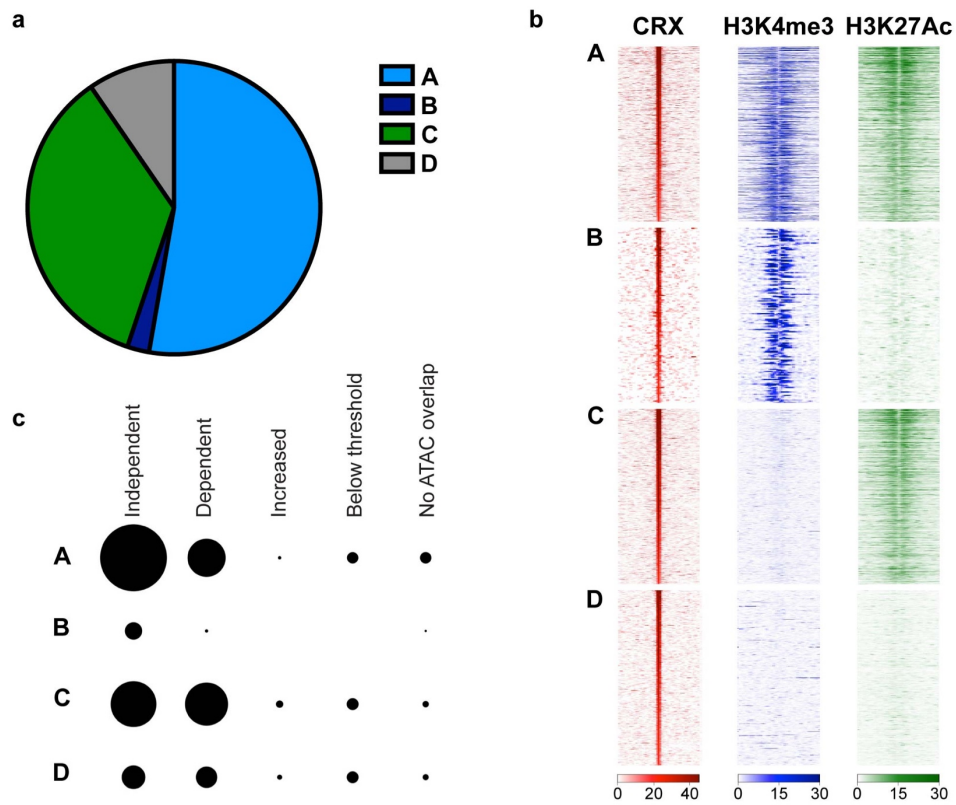 a
A
B
C
D
b
CRX H3K4me3 H3K27Ac
A
B
C
D
0 20 40 0 15 30 0 15 30
c
Independent
Dependent
Increased
Below threshold
No ATAC overlap
A
B
C
D